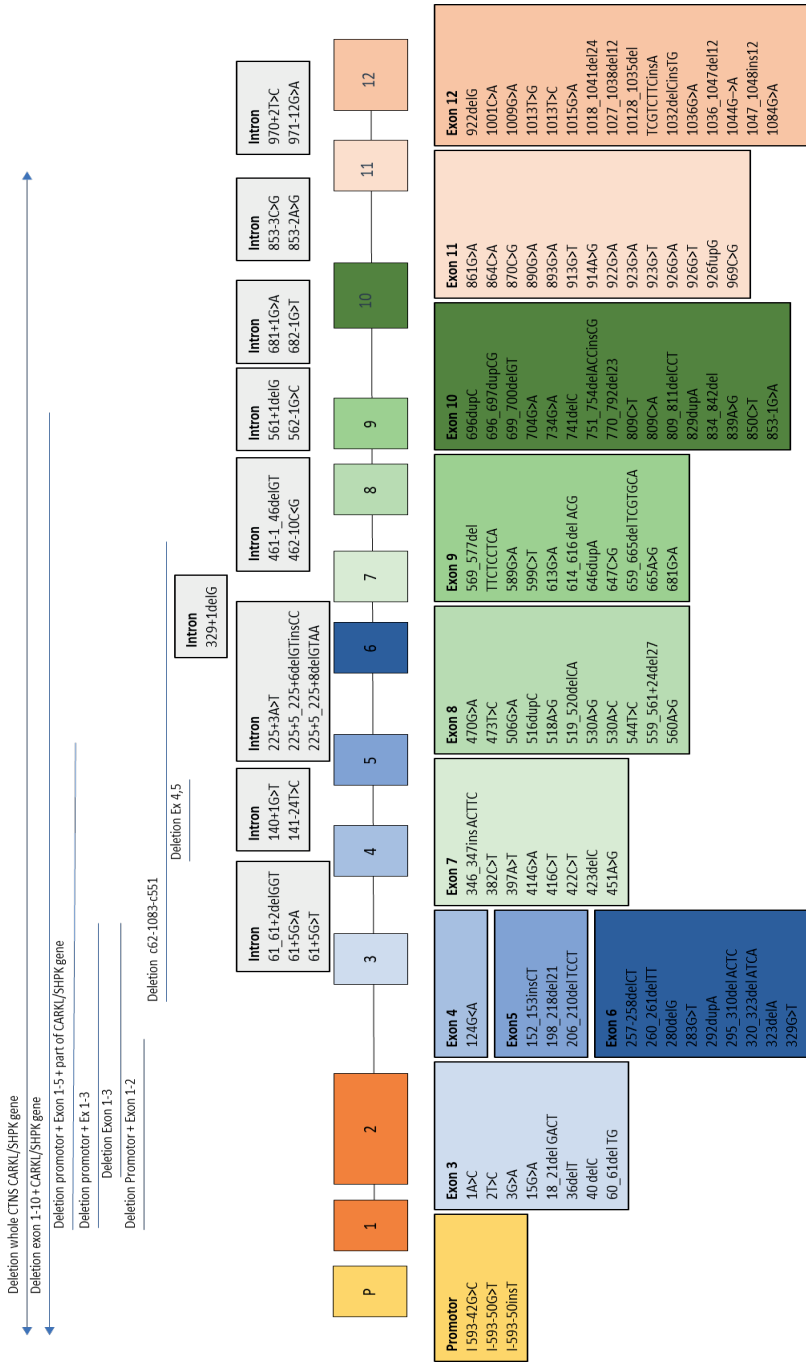 Deletion whole CTNS CARKL/SHPK gene
Deletion exon 1-10 + CARKL/SHPK gene
Deletion promotor + Exon 1-5 + part of CARKL/SHPK gene
Deletion promotor + Ex 1-3
Deletion Exon 1-3
Deletion Promotor + Exon 1-2
Deletion c62-1083-c551
Deletion Ex 4,5
Intron
61_61+2delGGT
61+5G>A
61+5G>T
Intron
140+1G>T
141-24T>C
Intron
225+3A>T
225+5_225+6delGTinsCC
225+5_225+8delGTAA
Intron
329+1delG
Intron
461-1_46delGT
462-10C<G
Intron
561+1delG
562-1G>C
Intron
681+1G>A
682-1G>T
Intron
853-3C>G
853-2A>G
Intron
970+2T>C
971-12G>A
P
1
2
3
4
5
6
7
8
9
10
11
12
Promotor
I 593-42G>C
I-593-50G>T
I-593-50insT
Exon 3
1A>C
2T>C
3G>A
15G>A
18_21del GACT
36delT
40 delC
60_61del TG
Exon 4
124G<A
Exon5
152_153insCT
198_218del21
206_210delTCCT
Exon 6
257-258delCT
260_261delTT
280delG
283G>T
292dupA
295_310del ACTC
320_323del ATCA
323delA
329G>T
Exon 7
346_347ins ACTTC
382C>T
397A>T
414G>A
416C>T
422C>T
423delC
451A>G
Exon 8
470G>A
473T>C
506G>A
516dupC
518A>G
519_520delCA
530A>G
530A>C
544T>C
559_561+24del27
560A>G
Exon 9
569_577del
TTCTCCTCA
589G>A
599C>T
613G>A
614_616 del ACG
646dupA
647C>G
659_665del TCGTGCA
665A>G
681G>A
Exon 10
696dupC
696_697dupCG
699_700delGT
704G>A
734G>A
741delC
751_754delACCinsCG
770_792del23
809C>T
809C>A
809_811delCCT
829dupA
834_842del
839A>G
850C>T
853-1G>A
Exon 11
861G>A
864C>A
870C>G
890G>A
893G>A
913G>T
914A>G
922G>A
923G>A
923G>T
926G>A
926G>T
926fupG
969C>G
Exon 12
922delG
1001C>A
1009G>A
1013T>G
1013T>C
1015G>A
1018_1041del24
1027_1038del12
10128_1035del
TCGTCTTCinsA
1032delCinsTG
1036G>A
1036_1047del12
1044G-->A
1047_1048ins12
1084G>A